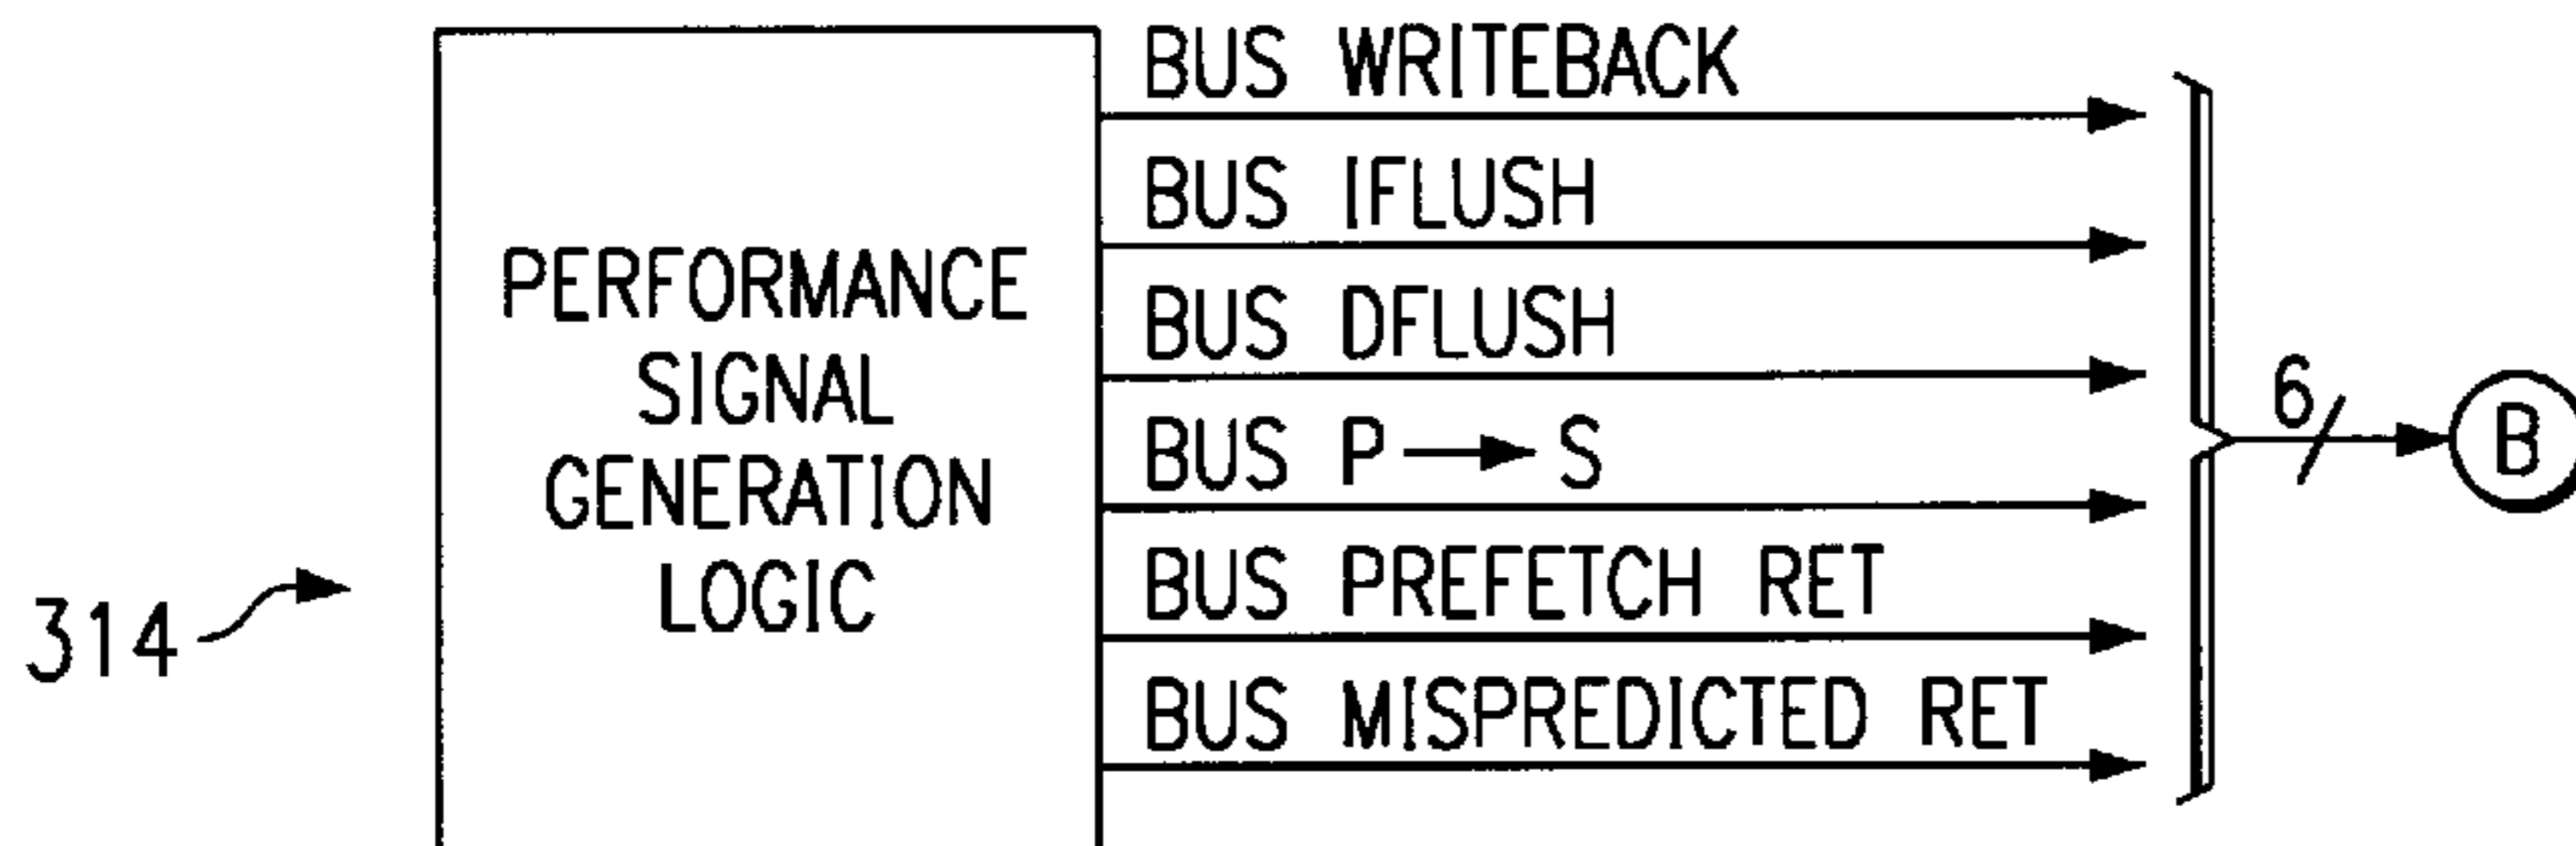 BUS WRITEBACK
BUS IFLUSH
BUS DFLUSH
BUS P → S
BUS PREFETCH RET
BUS MISPREDICTED RET
PERFORMANCE
SIGNAL
GENERATION
LOGIC
314
6
B